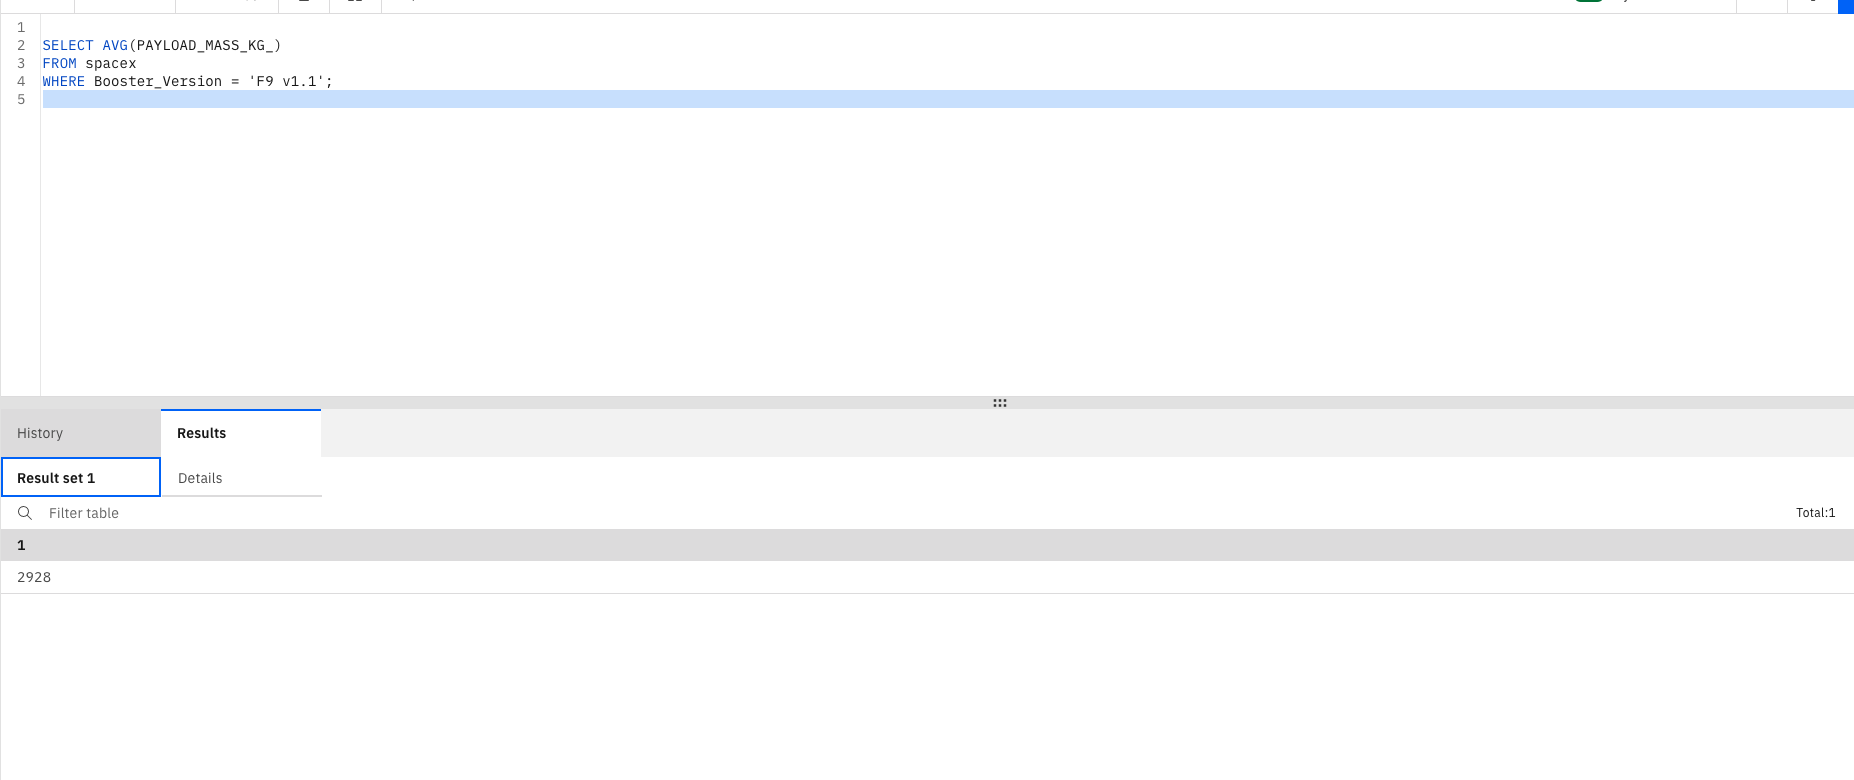 1
2 SELECT AVG(PAYLOAD_MASS_KG_)
3 FROM spacex
4 WHERE Booster_Version = 'F9 v1.1';
5
History Results
Result set 1 Details
Filter table Total:1
1
2928